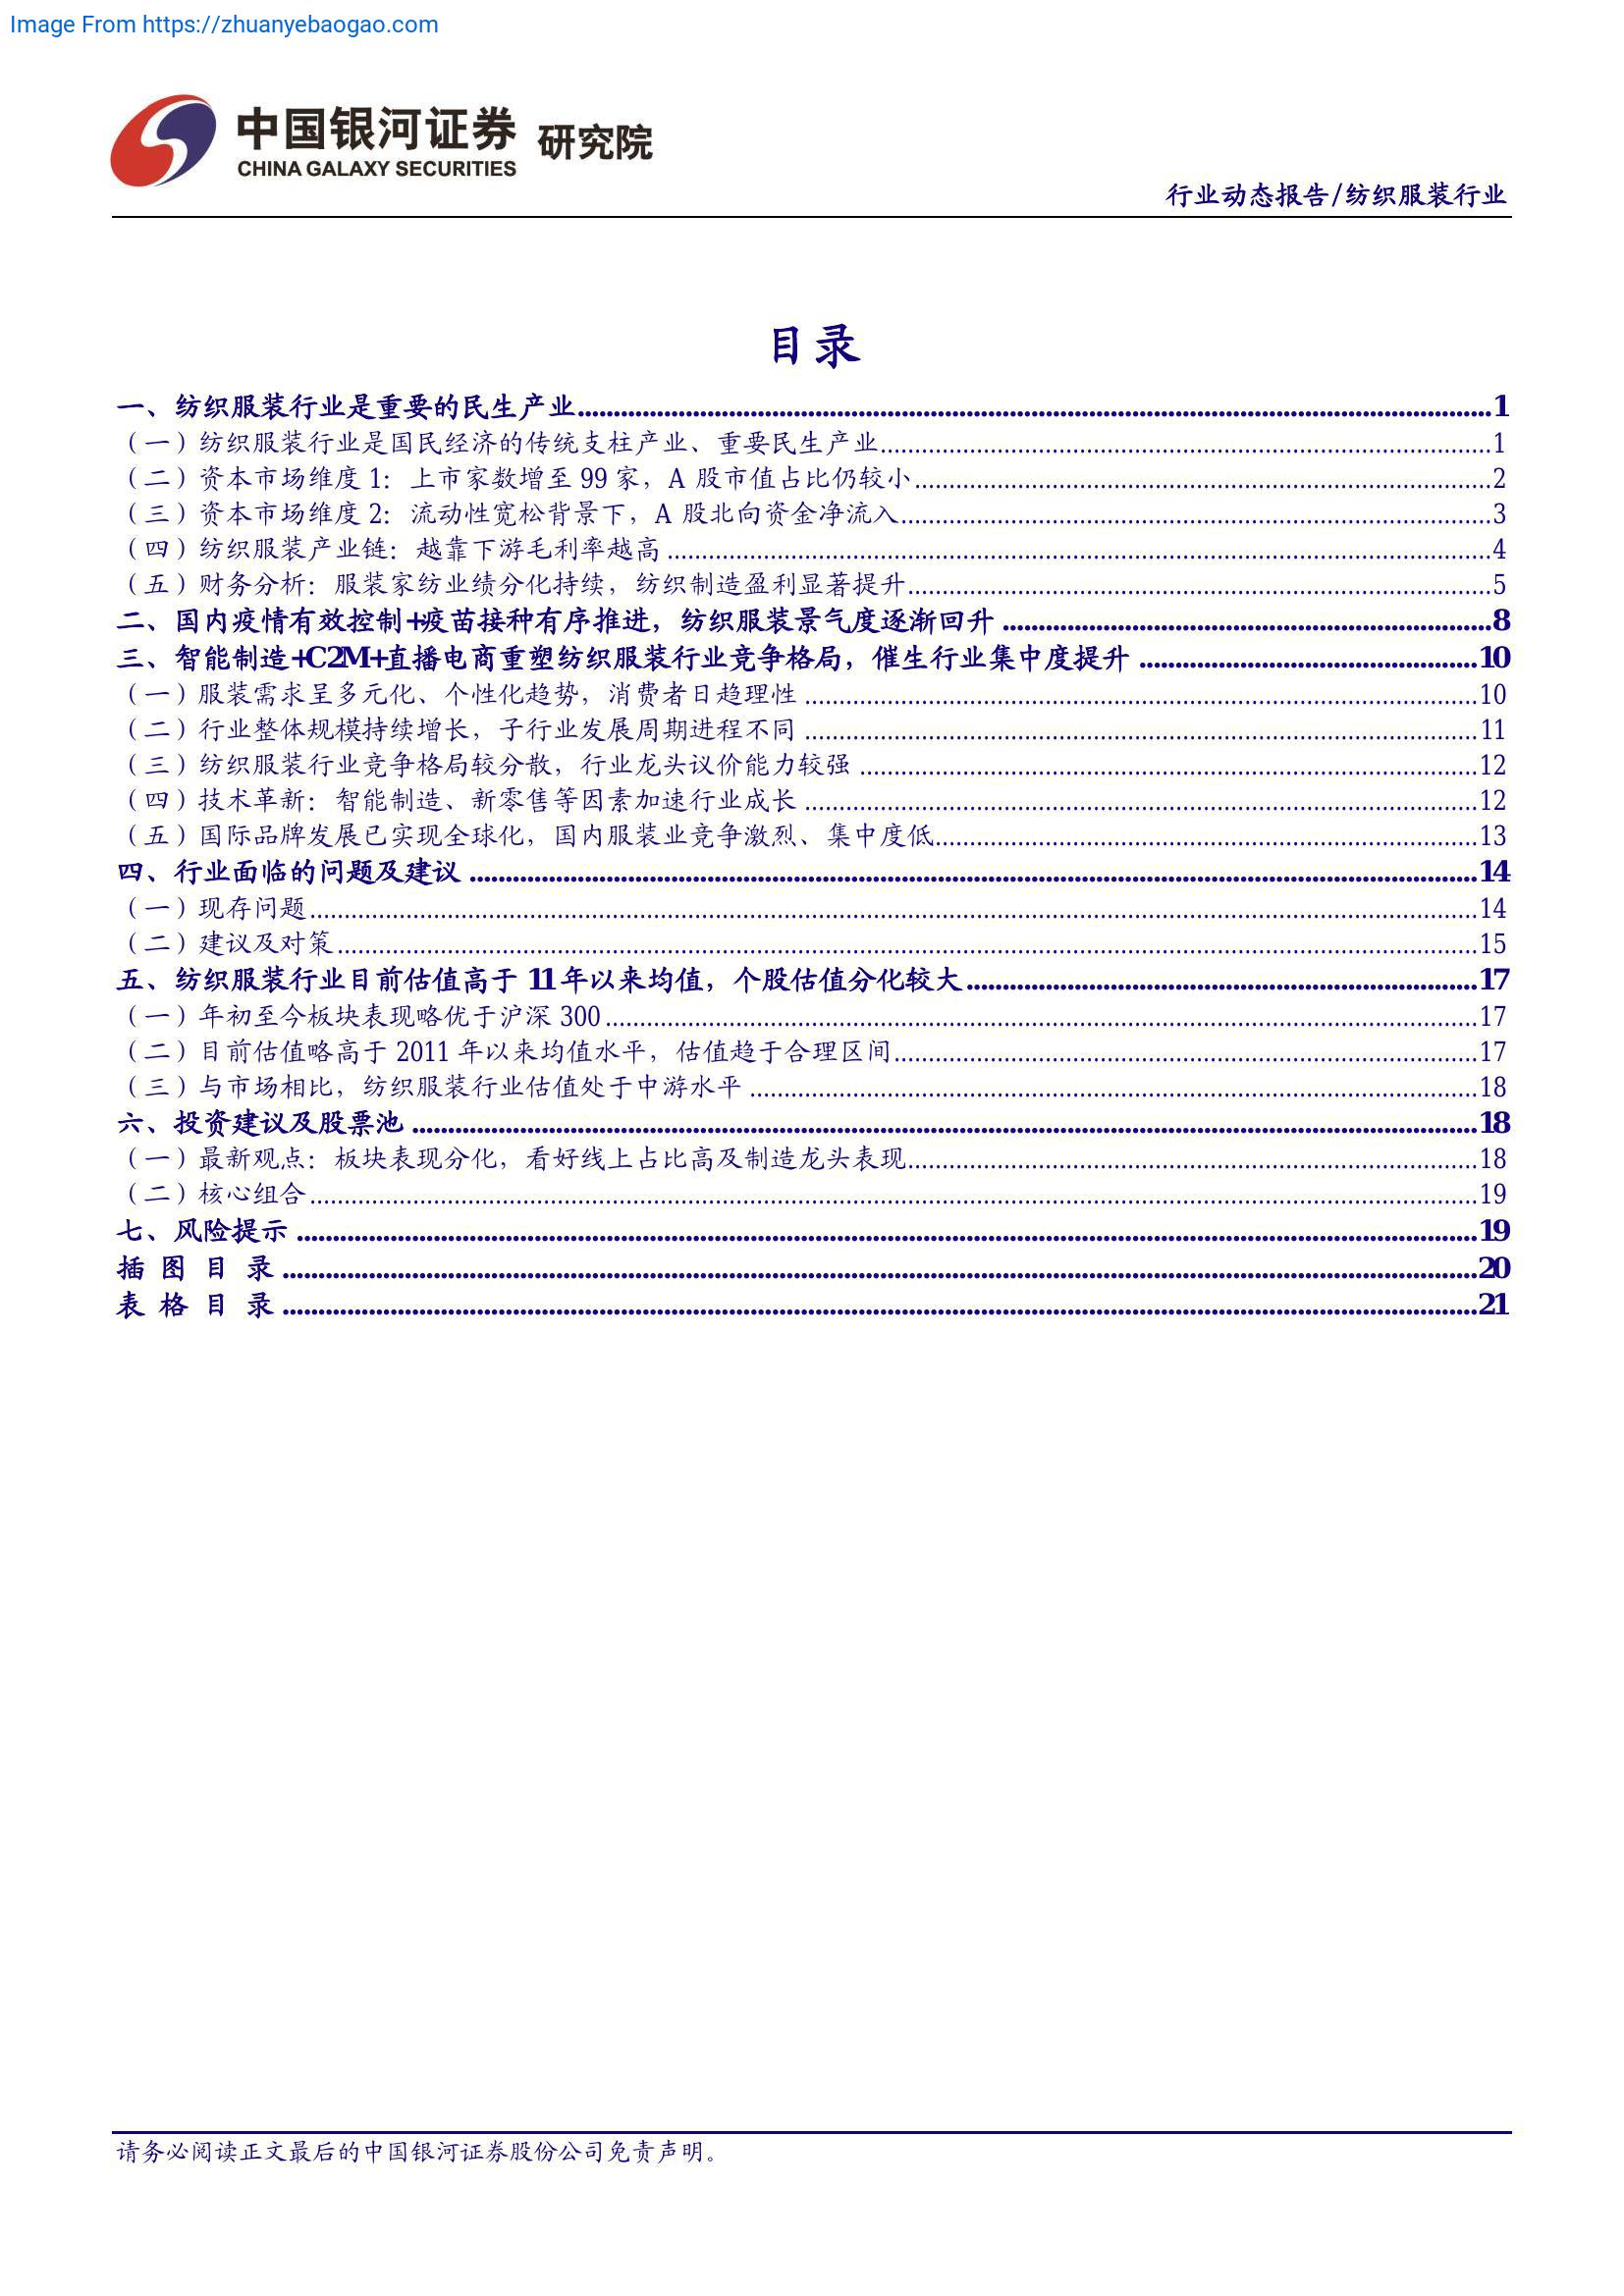 Image From https://zhuanyebaogao.com
中国银河证券 研究院
CHINA GALAXY SECURITIES
行业动态报告/纺织服装行业
目录
一、纺织服装行业是重要的民生产业 1
（一）纺织服装行业是国民经济的传统支柱产业、重要民生产业 1
（二）资本市场维度 1：上市家数增至 99 家，A 股市值占比仍较小 2
（三）资本市场维度 2：流动性宽松背景下，A 股北向资金净流入 3
（四）纺织服装产业链：越靠下游毛利率越高 4
（五）财务分析：服装家纺业绩分化持续，纺织制造盈利显著提升 5
二、国内疫情有效控制+疫苗接种有序推进，纺织服装景气度逐渐回升 8
三、智能制造+C2M+直播电商重塑纺织服装行业竞争格局，催生行业集中度提升 10
（一）服装需求呈多元化、个性化趋势，消费者日趋理性 10
（二）行业整体规模持续增长，子行业发展周期进程不同 11
（三）纺织服装行业竞争格局较分散，行业龙头议价能力较强 12
（四）技术革新：智能制造、新零售等因素加速行业成长 12
（五）国际品牌发展已实现全球化，国内服装业竞争激烈、集中度低 13
四、行业面临的问题及建议 14
（一）现存问题 14
（二）建议及对策 15
五、纺织服装行业目前估值高于 11 年以来均值，个股估值分化较大 17
（一）年初至今板块表现略优于沪深 300 17
（二）目前估值略高于 2011 年以来均值水平，估值趋于合理区间 17
（三）与市场相比，纺织服装行业估值处于中游水平 18
六、投资建议及股票池 18
（一）最新观点：板块表现分化，看好线上占比高及制造龙头表现 18
（二）核心组合 19
七、风险提示 19
插 图 目 录 20
表 格 目 录 21
请务必阅读正文最后的中国银河证券股份公司免责声明。